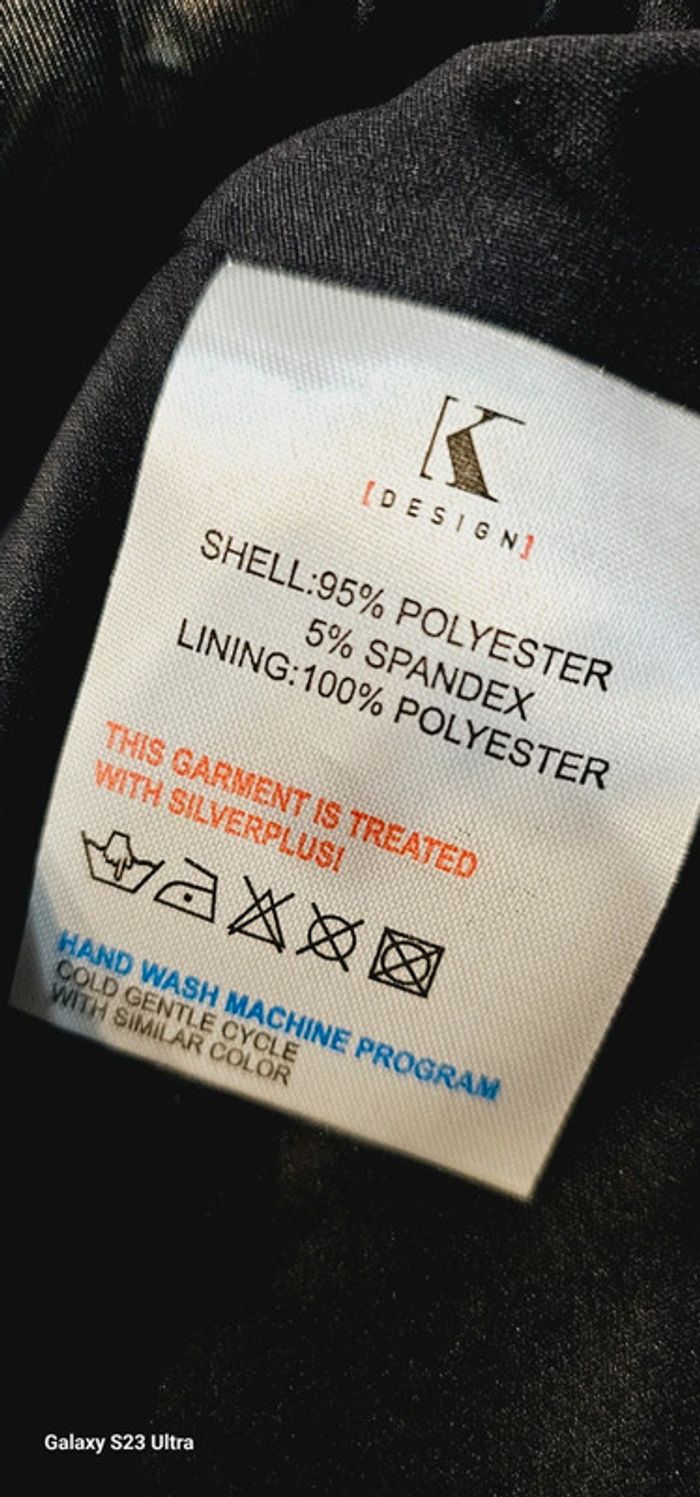 K
[DESIGN]
SHELL:95% POLYESTER
5% SPANDEX
LINING:100% POLYESTER
THIS GARMENT IS TREATED
WITH SILVERPLUS!
HAND WASH MACHINE PROGRAM
COLD GENTLE CYCLE
WITH SIMILAR COLOR
Galaxy S23 Ultra